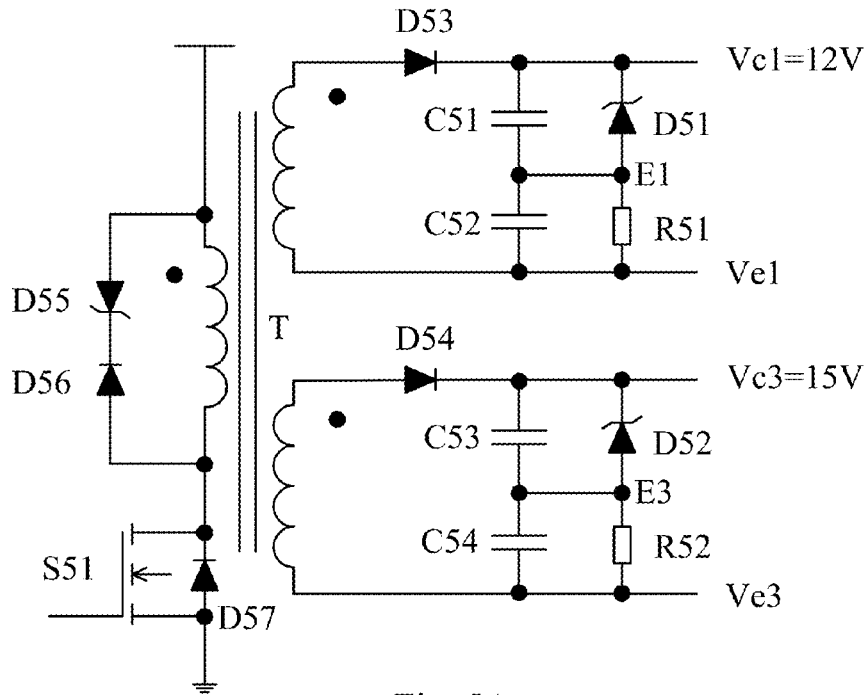 D53
Vc1=12V
C51
D51
E1
C52
R51
Ve1
D55
T
D54
D56
Vc3=15V
C53
D52
E3
C54
R52
S51
D57
Ve3